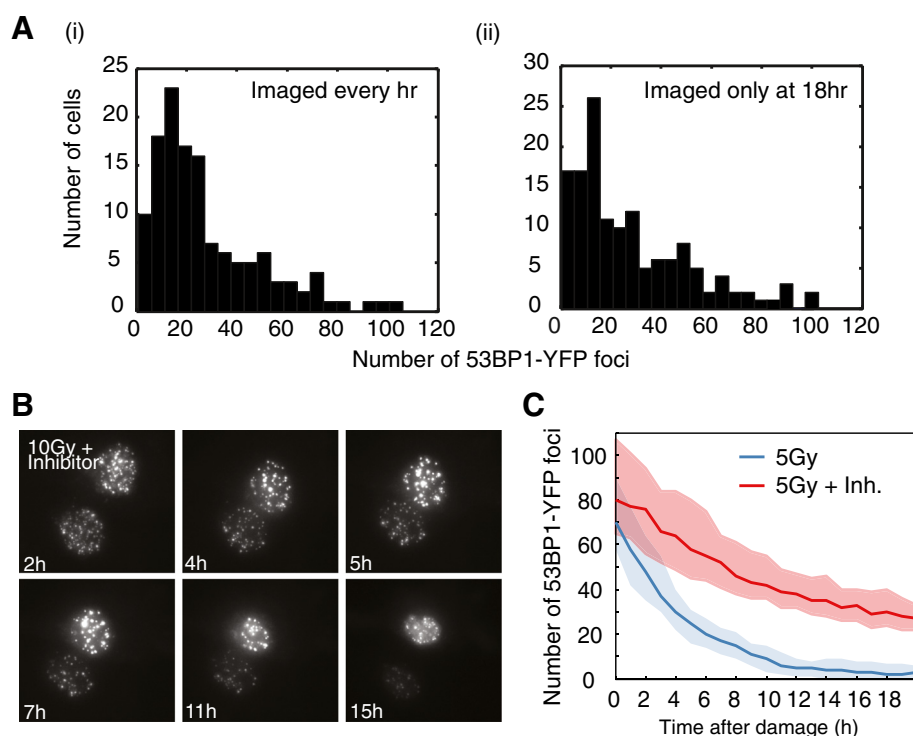 A
(i)
(ii)
Imaged every hr
Imaged only at 18hr
Number of cells
25
20
15
10
5
0
0 20 40 60 80 100 120
30
25
20
15
10
5
0
0 20 40 60 80 100 120
Number of 53BP1-YFP foci
B
10Gy +
Inhibitor
2h
4h
5h
7h
11h
15h
C
5Gy
5Gy + Inh.
Number of 53BP1-YFP foci
100
80
60
40
20
0
0 2 4 6 8 10 12 14 16 18
Time after damage (h)